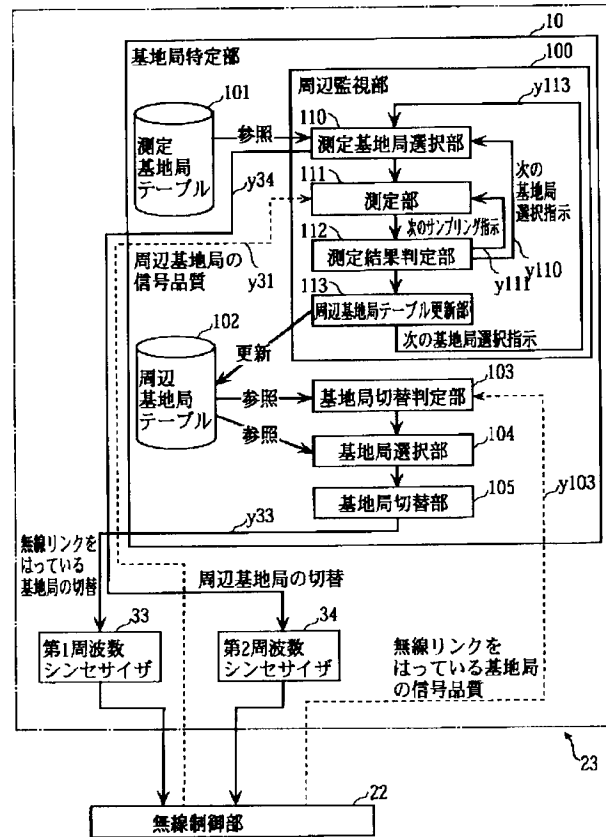 10
基地局特定部
100
周辺監視部
y113
101
測定
基地局
テーブル
参照
110
測定基地局選択部
y34
111
測定部
次の
基地局
選択指示
次のサンプリング指示
112
測定結果判定部
y110
y111
周辺基地局の
信号品質
y31
113
周辺基地局テーブル更新部
次の基地局選択指示
102
更新
周辺
基地局
テーブル
参照
103
基地局切替判定部
参照
104
基地局選択部
105
基地局切替部
y103
y33
無線リンクを
はっている
基地局の切替
周辺基地局の切替
33
第1周波数
シンセサイザ
34
第2周波数
シンセサイザ
無線リンクを
はっている基地局
の信号品質
23
22
無線制御部